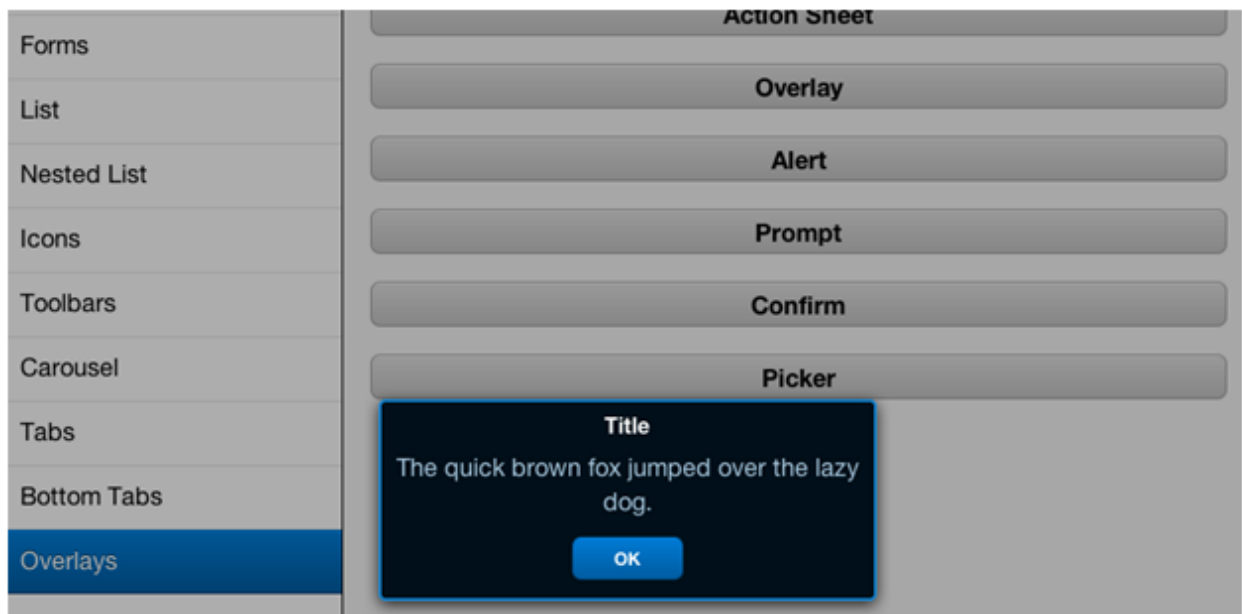 Forms
List
Nested List
Icons
Toolbars
Carousel
Tabs
Bottom Tabs
Overlays
Action Sheet
Overlay
Alert
Prompt
Confirm
Picker
Title
The quick brown fox jumped over the lazy
dog.
OK